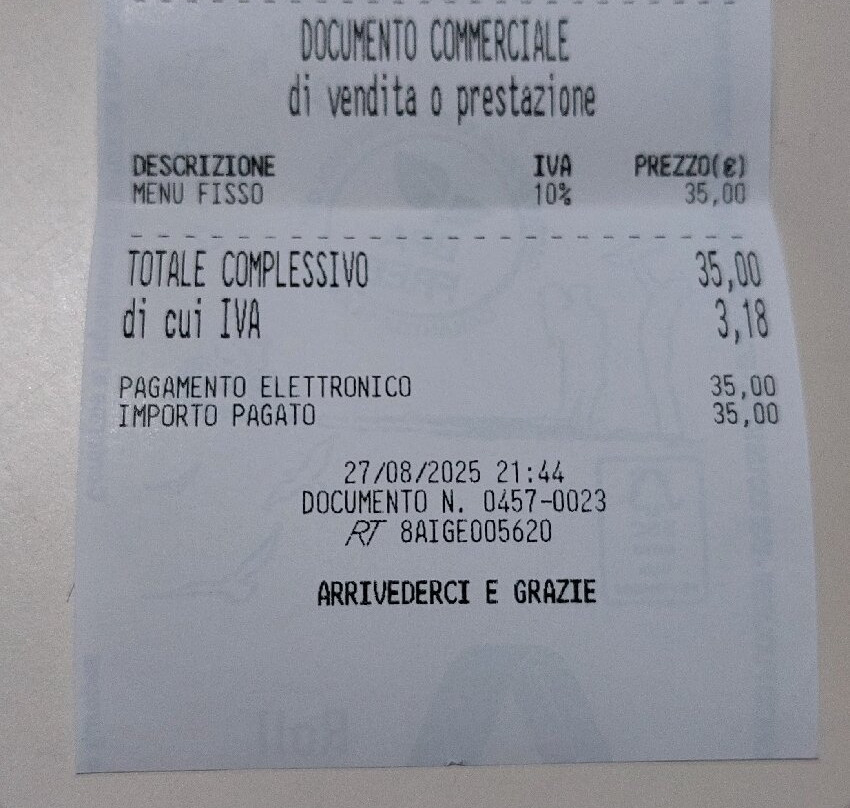 DOCUMENTO COMMERCIALE
di vendita o prestazione
DESCRIZIONE IVA PREZZO(€)
MENU FISSO 10% 35,00
TOTALE COMPLESSIVO 35,00
di cui IVA 3,18
PAGAMENTO ELETTRONICO 35,00
IMPORTO PAGATO 35,00
27/08/2025 21:44
DOCUMENTO N. 0457-0023
RT 8AIGE005620
ARRIVEDERCI E GRAZIE
Roll